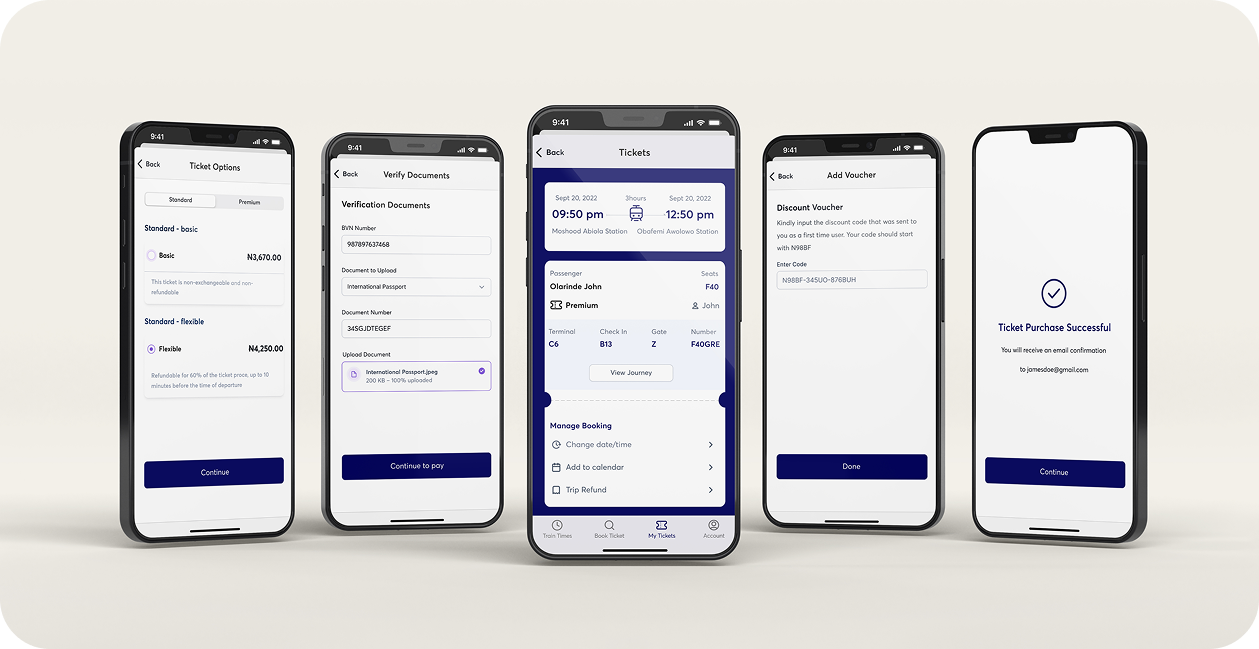 9:41
Back
Ticket Options
Standard
Premium
Standard - basic
Basic
N3,670.00
This ticket is non-exchangeable and non-
refundable
Standard - flexible
Flexible
N4,250.00
Refundable for 60% of the ticket proce, up to 10
minutes before the time of departure
Continue
9:41
Back
Verify Documents
Verification Documents
BVN Number
987897637468
Document to Upload
International Passport
Document Number
34SGJDTEGEF
Upload Document
International Passport.jpeg
200 KB – 100% uploaded
Continue to pay
9:41
Back
Tickets
Sept 20, 2022
3hours
Sept 20, 2022
09:50 pm
12:50 pm
Moshood Abiola Station
Obafemi Awolowo Station
Passenger
Seats
Olarinde John
F40
Premium
John
Terminal
Check In
Gate
Number
C6
B13
Z
F40GRE
View Journey
Manage Booking
Change date/time
Add to calendar
Trip Refund
Train Times
Book Ticket
My Tickets
Account
9:41
Back
Add Voucher
Discount Voucher
Kindly input the discount code that was sent to
you as a first time user. Your code should start
with N98BF
Enter Code
N98BF-345UO-876BUH
Done
Ticket Purchase Successful
You will receive an email confirmation
to jamesdoe@gmail.com
Continue